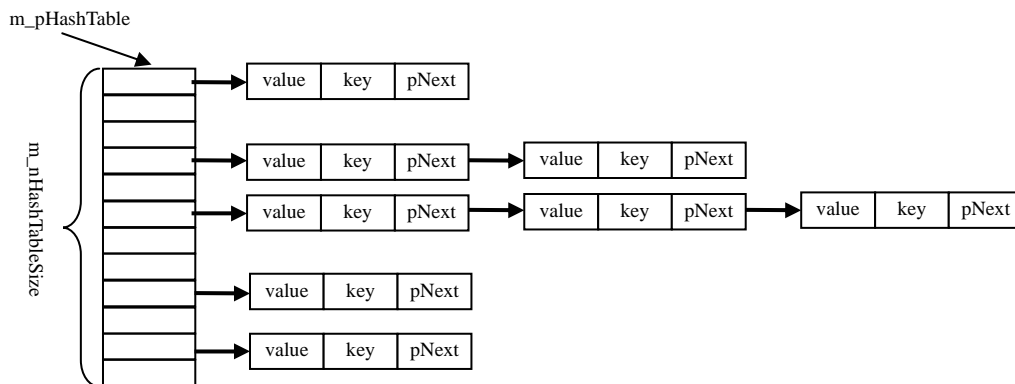 m_pHashTable
m_nHashTableSize
value key pNext
value key pNext value key pNext
value key pNext value key pNext value key pNext
value key pNext
value key pNext